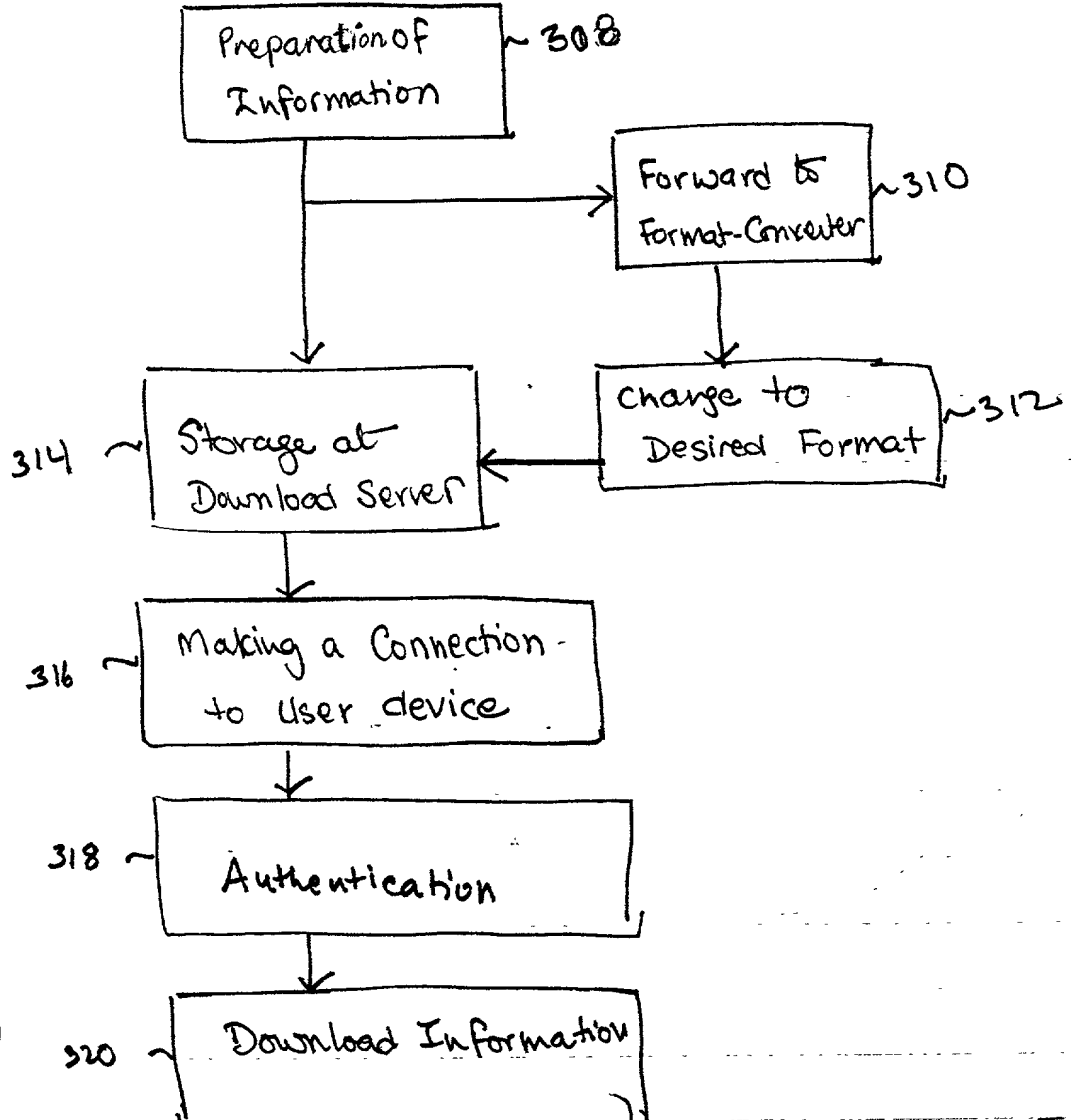 Preparation of
Information
308
Forward to
Format-Converter
310
Change to
Desired Format
312
314
Storage at
Download Server
316
Making a Connection
to User device
318
Authentication
320
Download Information